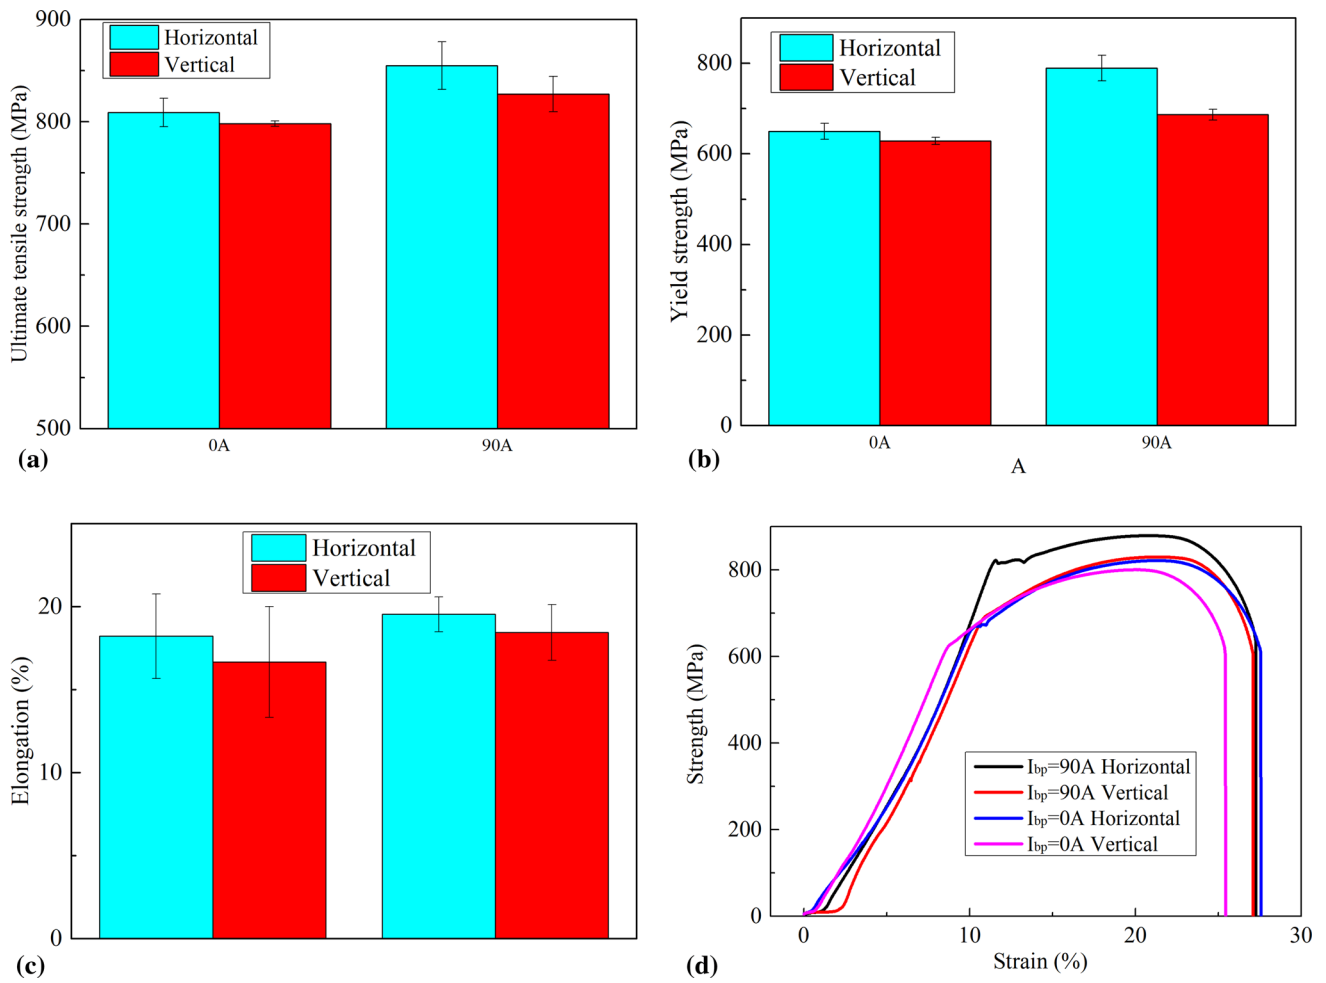 900
800
700
600
500
Ultimate tensile strength (MPa)
Horizontal
Vertical
0A
90A
(a)
800
600
400
200
0
Yield strength (MPa)
Horizontal
Vertical
0A
90A
A
(b)
20
10
0
Elongation (%)
Horizontal
Vertical
(c)
800
600
400
200
0
Strength (MPa)
Ibp=90A Horizontal
Ibp=90A Vertical
Ibp=0A Horizontal
Ibp=0A Vertical
0
10
20
30
Strain (%)
(d)